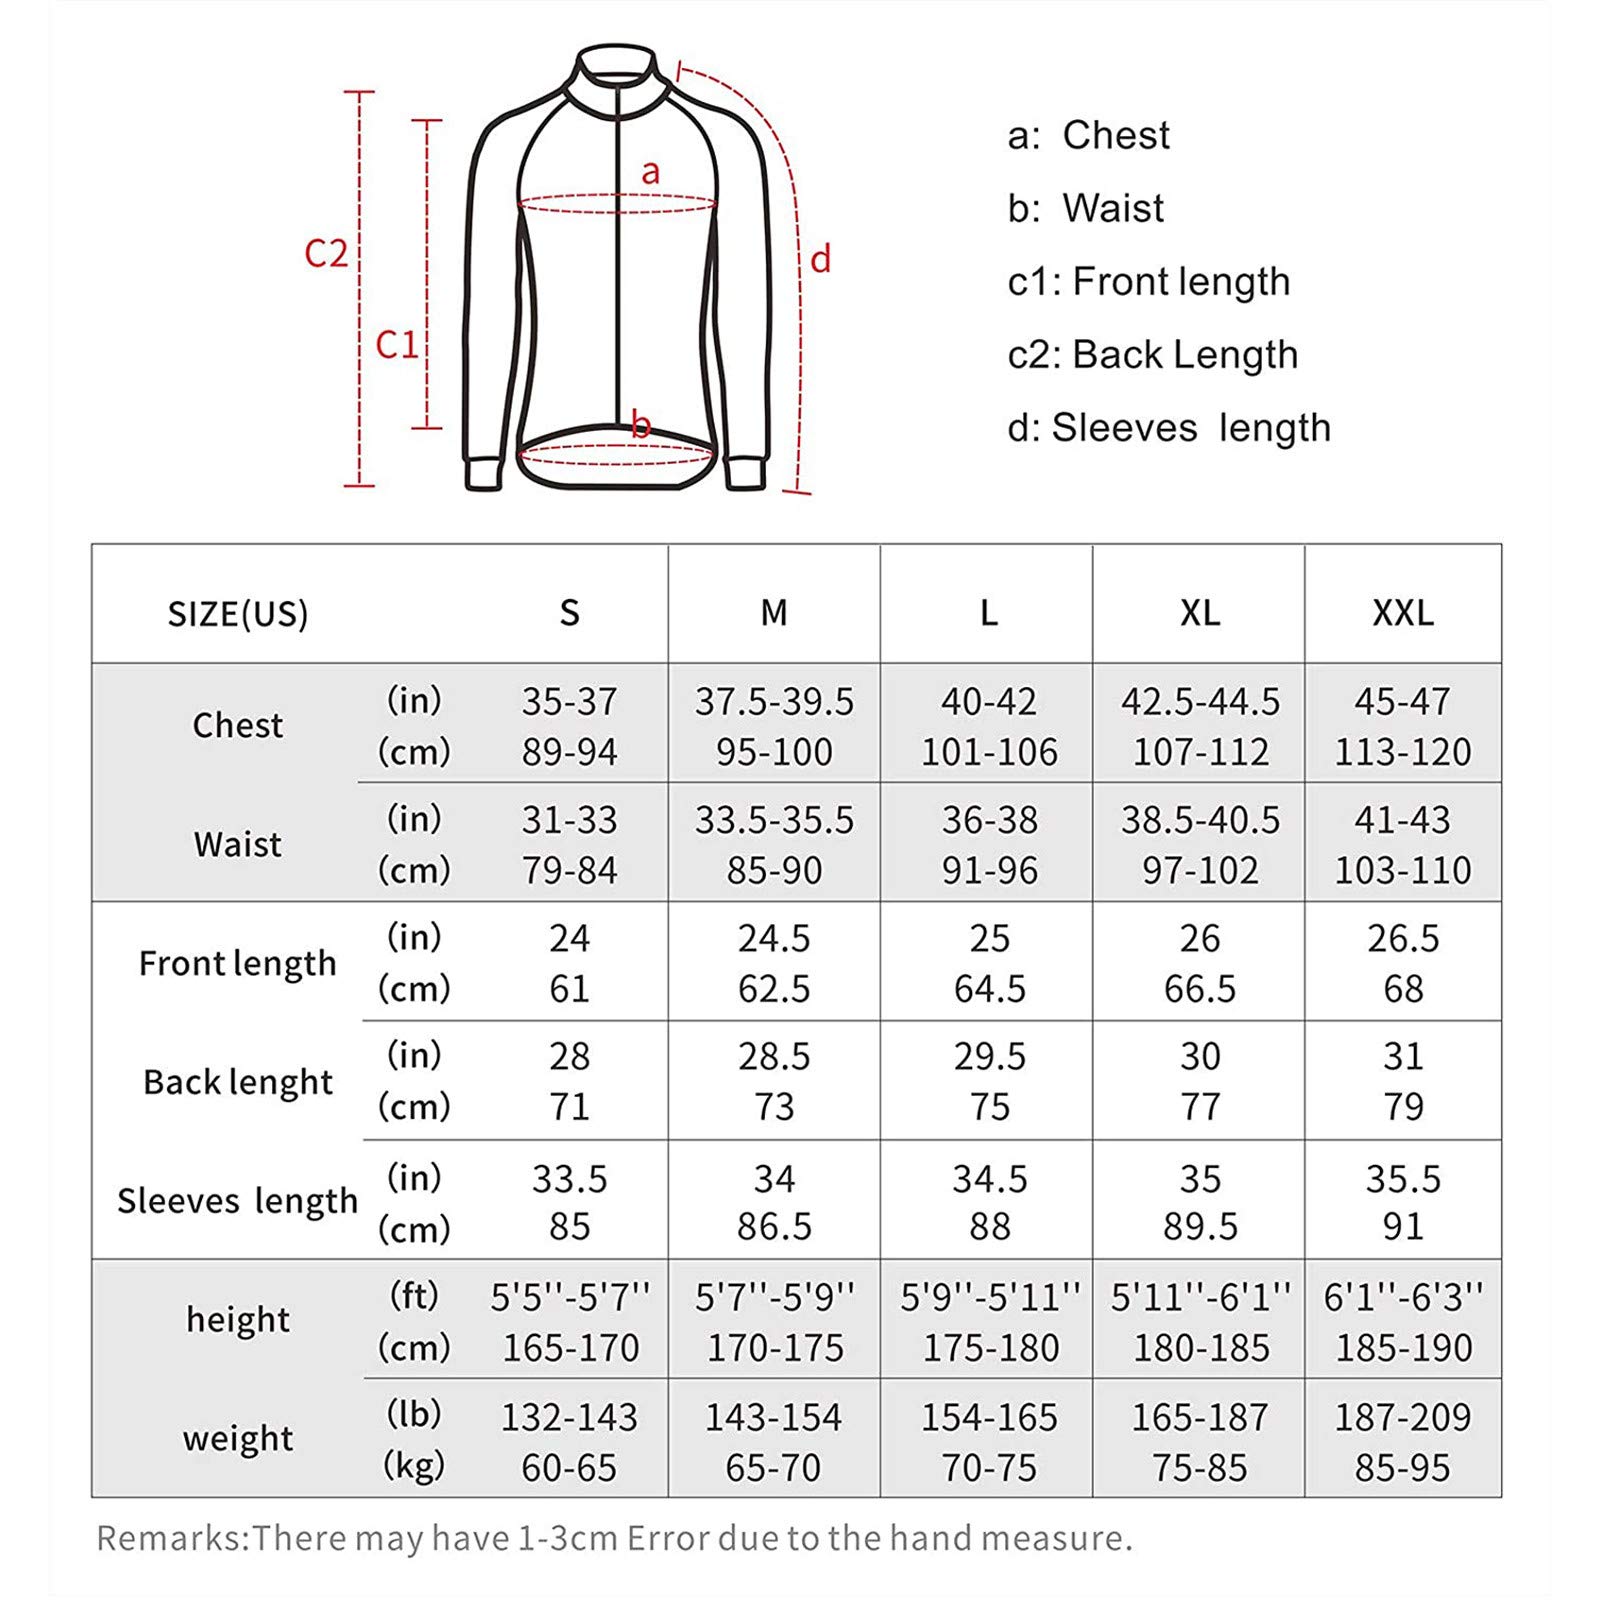 C2
C1
a
b
d
a: Chest
b: Waist
c1: Front length
c2: Back Length
d: Sleeves length
SIZE(US) S M L XL XXL
Chest (in) 35-37 37.5-39.5 40-42 42.5-44.5 45-47
(cm) 89-94 95-100 101-106 107-112 113-120
Waist (in) 31-33 33.5-35.5 36-38 38.5-40.5 41-43
(cm) 79-84 85-90 91-96 97-102 103-110
Front length (in) 24 24.5 25 26 26.5
(cm) 61 62.5 64.5 66.5 68
Back lenght (in) 28 28.5 29.5 30 31
(cm) 71 73 75 77 79
Sleeves length (in) 33.5 34 34.5 35 35.5
(cm) 85 86.5 88 89.5 91
height (ft) 5'5''-5'7'' 5'7''-5'9'' 5'9''-5'11'' 5'11''-6'1'' 6'1''-6'3''
(cm) 165-170 170-175 175-180 180-185 185-190
weight (lb) 132-143 143-154 154-165 165-187 187-209
(kg) 60-65 65-70 70-75 75-85 85-95
Remarks:There may have 1-3cm Error due to the hand measure.